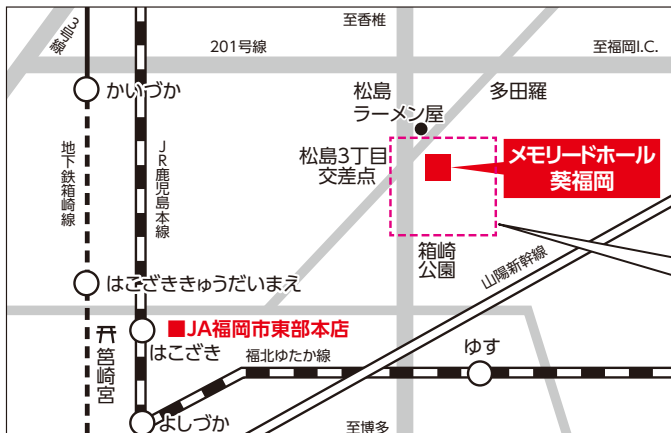 至香椎
3号線
201号線
至福岡I.C.
かいづか
松島
ラーメン屋
多田羅
松島3丁目
交差点
メモリードホール
葵福岡
地下鉄箱崎線
JR鹿児島本線
箱崎
公園
山陽新幹線
はこざききゅうだいまえ
■JA福岡市東部本店
はこざき
筥崎宮
福北ゆたか線
ゆす
よしづか
至博多